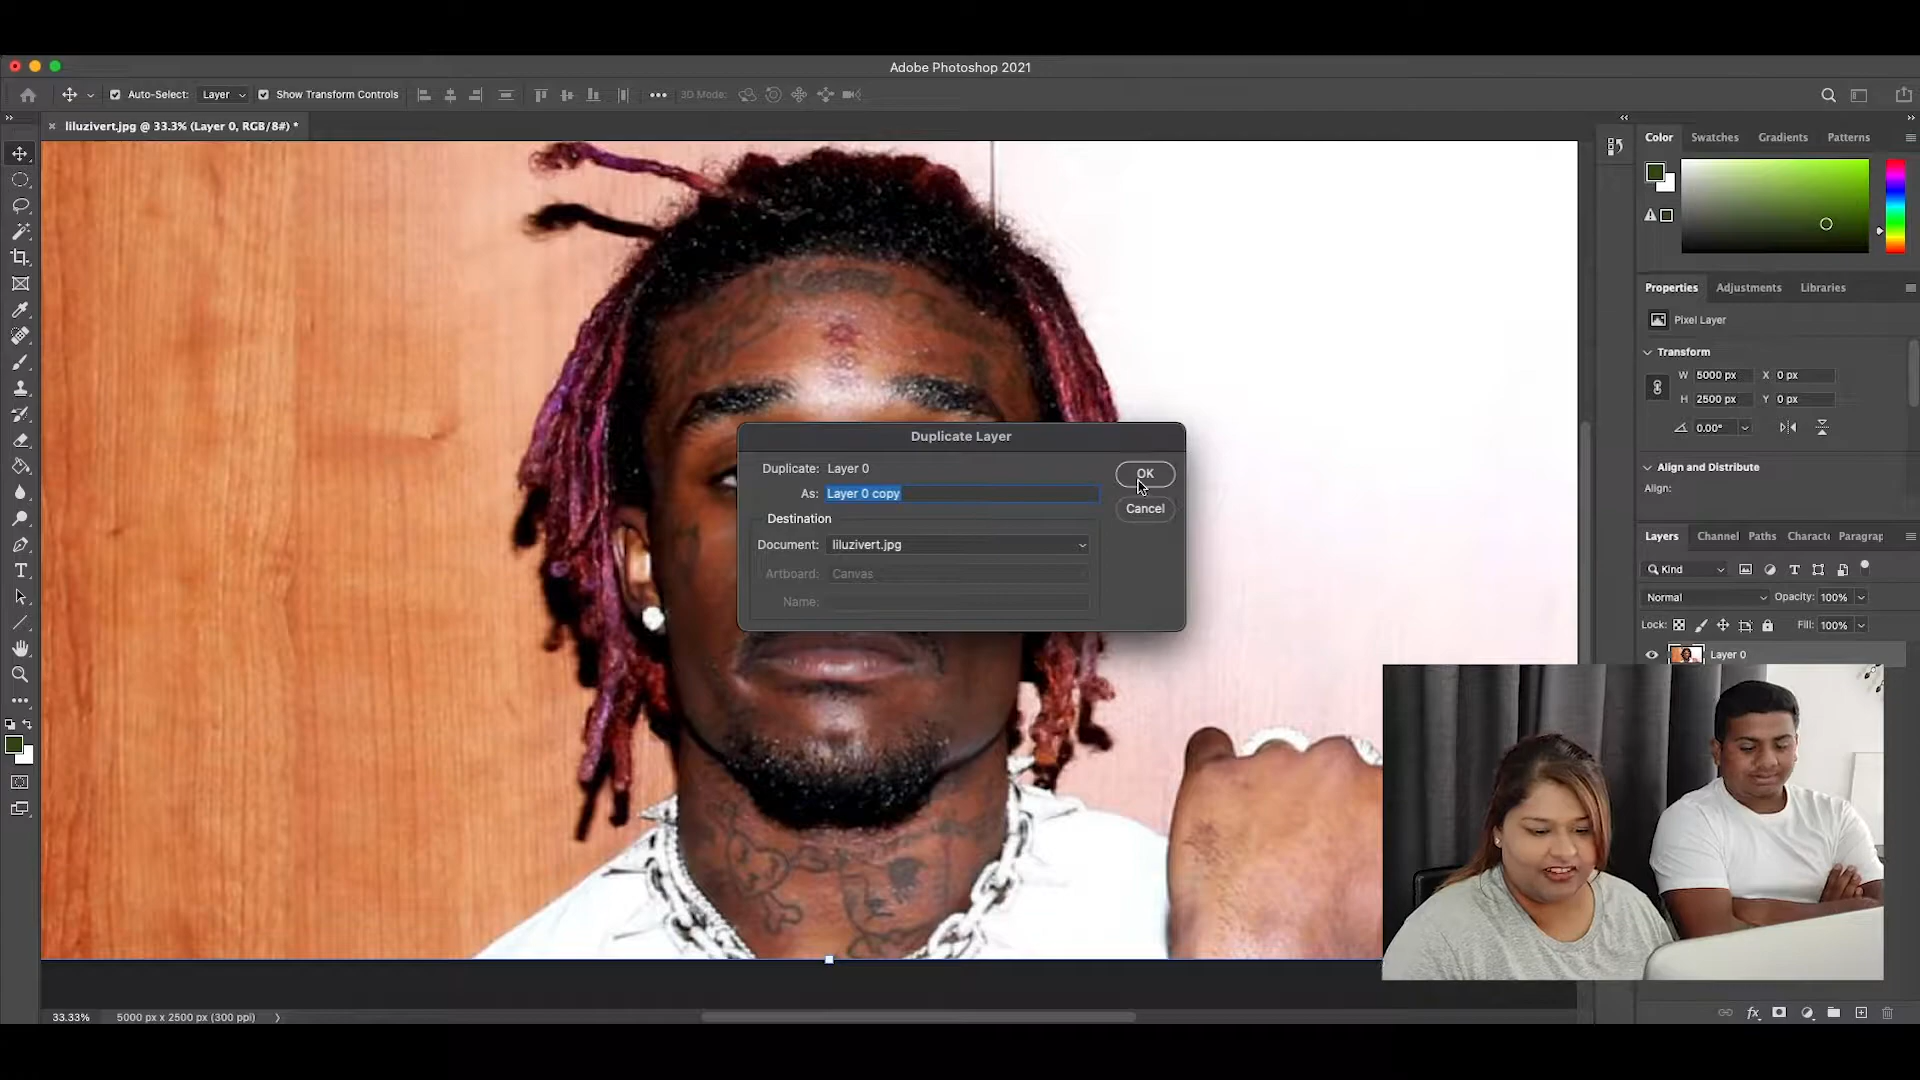 Adobe Photoshop 2021
Auto-Select: Layer Show Transform Controls 3D Mode:
liluzivert.jpg @ 33.3% (Layer 0, RGB/8#) *
Color Swatches Gradients Patterns
Properties Adjustments Libraries
Pixel Layer
Transform
W 5000 px X 0 px
H 2500 px Y 0 px
0.00°
Align and Distribute
Align:
Duplicate Layer
Duplicate: Layer 0
As: Layer 0 copy
OK
Cancel
Destination
Document: liluzivert.jpg
Artboard: Canvas
Name:
Layers Channel Paths Characte Paragrap
Kind
Normal Opacity: 100%
Lock: Fill: 100%
Layer 0
33.33% 5000 px x 2500 px (300 ppi)